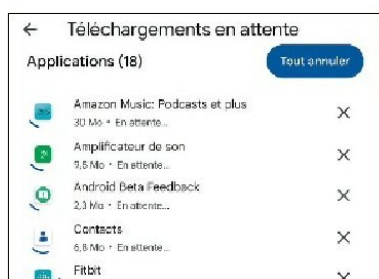 Téléchargements en attente
Applications (18)
Tout annuler
Amazon Music: Podcasts et plus
30 Mo • En attente...
Amplificateur de son
7,5 Mo • En attente...
Android Beta Feedback
2,3 Mo • En attente...
Contacts
6,8 Mo • En attente...
Fitbit